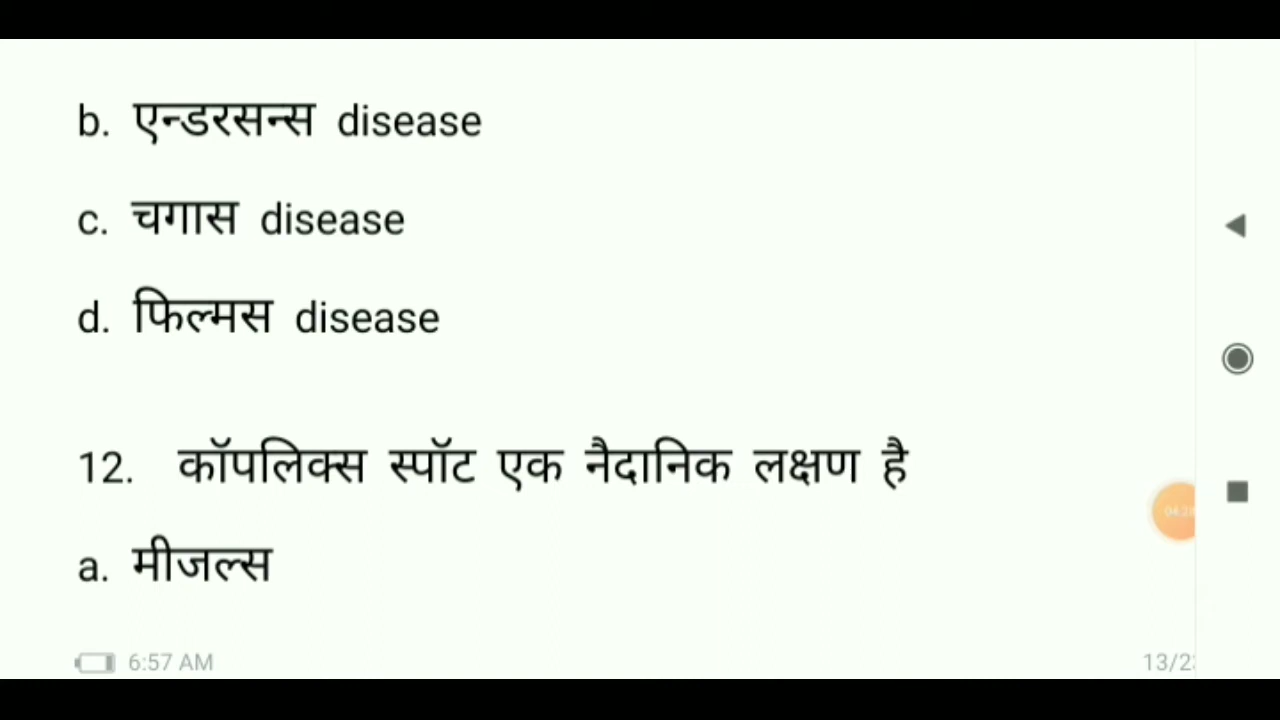 b. एन्डरसन्स disease
c. चगास disease
d. फिल्मस disease
12. कॉपलिक्स स्पॉट एक नैदानिक लक्षण है
a. मीजल्स
6:57 AM